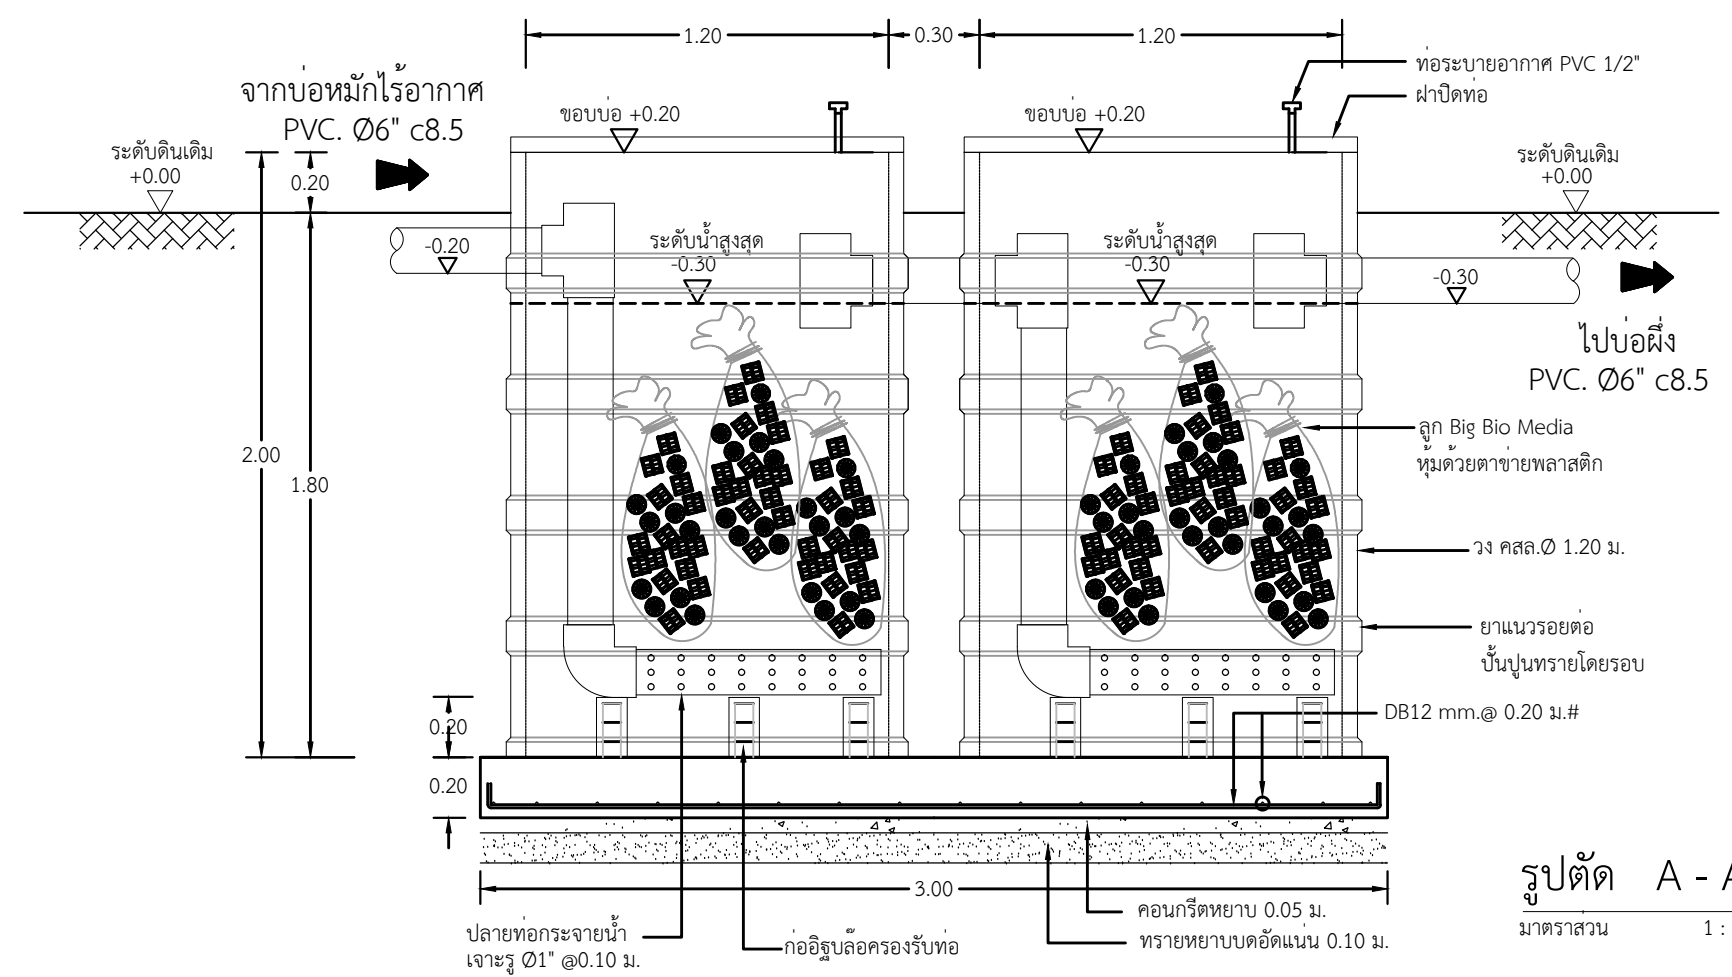 1.20
0.30
1.20
ท่อระบายอากาศ PVC 1/2"
ฝาปิดท่อ
จากบ่อหมักไร้อากาศ
PVC. Ø6" c8.5
ขอบบ่อ +0.20
ขอบบ่อ +0.20
ระดับดินเดิม
+0.00
0.20
ระดับดินเดิม
+0.00
-0.20
ระดับน้ำสูงสุด
-0.30
ระดับน้ำสูงสุด
-0.30
-0.30
ไปบ่อผึ่ง
PVC. Ø6" c8.5
ลูก Big Bio Media
หุ้มด้วยตาข่ายพลาสติก
2.00
1.80
วง คสล.Ø 1.20 ม.
ยาแนวรอยต่อ
ปั้นปูนทรายโดยรอบ
DB12 mm.@ 0.20 ม.#
0.20
0.20
3.00
รูปตัด A - A
มาตราส่วน 1 :
คอนกรีตหยาบ 0.05 ม.
ทรายหยาบบดอัดแน่น 0.10 ม.
ปลายท่อกระจายน้ำ
เจาะรู Ø1" @0.10 ม.
ก่ออิฐบล๊อครองรับท่อ